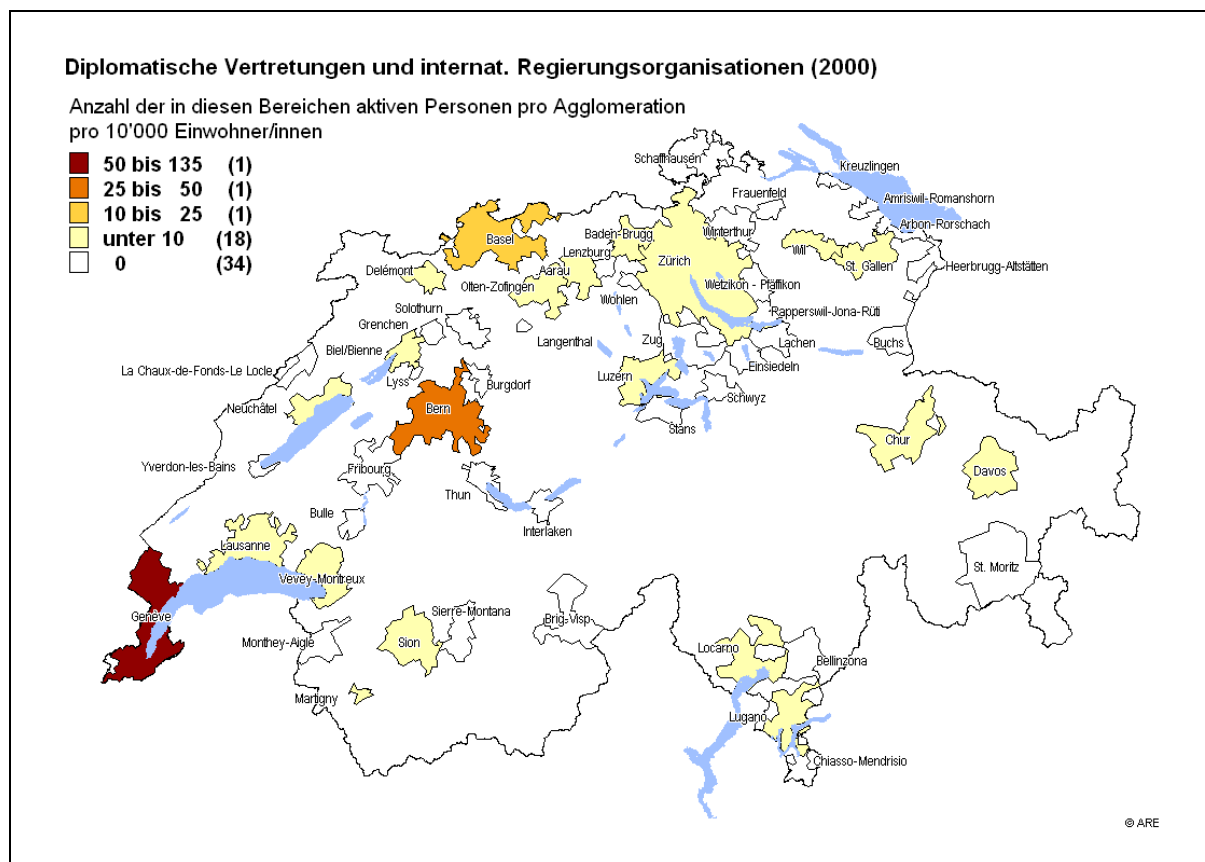 Diplomatische Vertretungen und internat. Regierungsorganisationen (2000)
Anzahl der in diesen Bereichen aktiven Personen pro Agglomeration
pro 10'000 Einwohner/innen
50 bis 135 (1)
25 bis 50 (1)
10 bis 25 (1)
unter 10 (18)
0 (34)
Schaffhausen
Kreuzlingen
Frauenfeld
Amriswil-Romanshorn
Arbon-Rorschach
Basel
Baden-Brugg
Winterthur
Lenzburg
Wil
St. Gallen
Heerbrugg-Altstätten
Delémont
Aarau
Zürich
Olten-Zofingen
Wetzikon - Pfäffikon
Wohlen
Solothurn
Rapperswil-Jona-Rüti
Grenchen
Langenthal
Zug
Lachen
Buchs
Biel/Bienne
Einsiedeln
La Chaux-de-Fonds-Le Locle
Lyss
Burgdorf
Luzern
Schwyz
Neuchâtel
Bern
Stans
Chur
Yverdon-les-Bains
Fribourg
Davos
Thun
Bulle
Interlaken
Lausanne
St. Moritz
Vevey-Montreux
Genève
Sierre-Montana
Brig-Visp
Monthey-Aigle
Sion
Locarno
Bellinzona
Martigny
Lugano
Chiasso-Mendrisio
© ARE